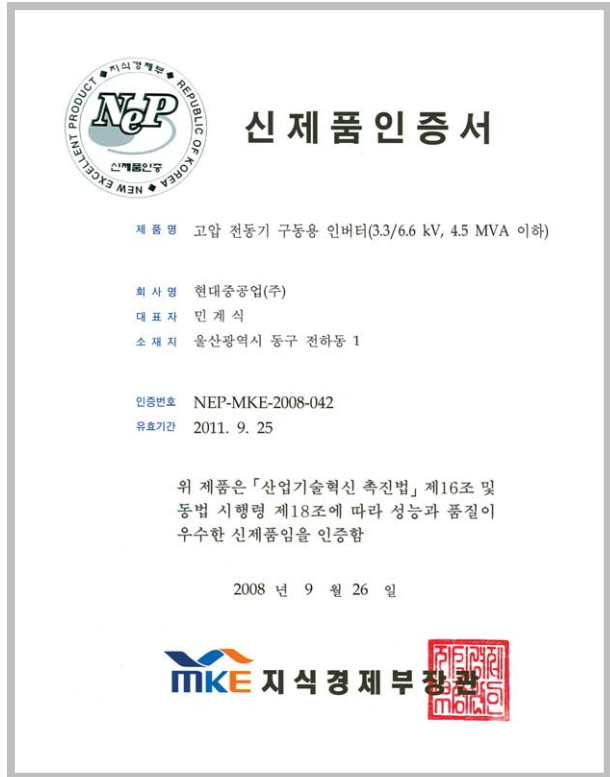 ◆ 지식경제부 ◆ REPUBLIC OF KOREA ◆ NEW EXCELLENT PRODUCT
NeP
신제품인증
신제품인증서
제 품 명 고압 전동기 구동용 인버터(3.3/6.6 kV, 4.5 MVA 이하)
회 사 명 현대중공업(주)
대 표 자 민 계 식
소 재 지 울산광역시 동구 전하동 1
인증번호 NEP-MKE-2008-042
유효기간 2011. 9. 25
위 제품은 「산업기술혁신 촉진법」 제16조 및
동법 시행령 제18조에 따라 성능과 품질이
우수한 신제품임을 인증함
2008 년 9 월 26 일
MKE 지식경제부장관